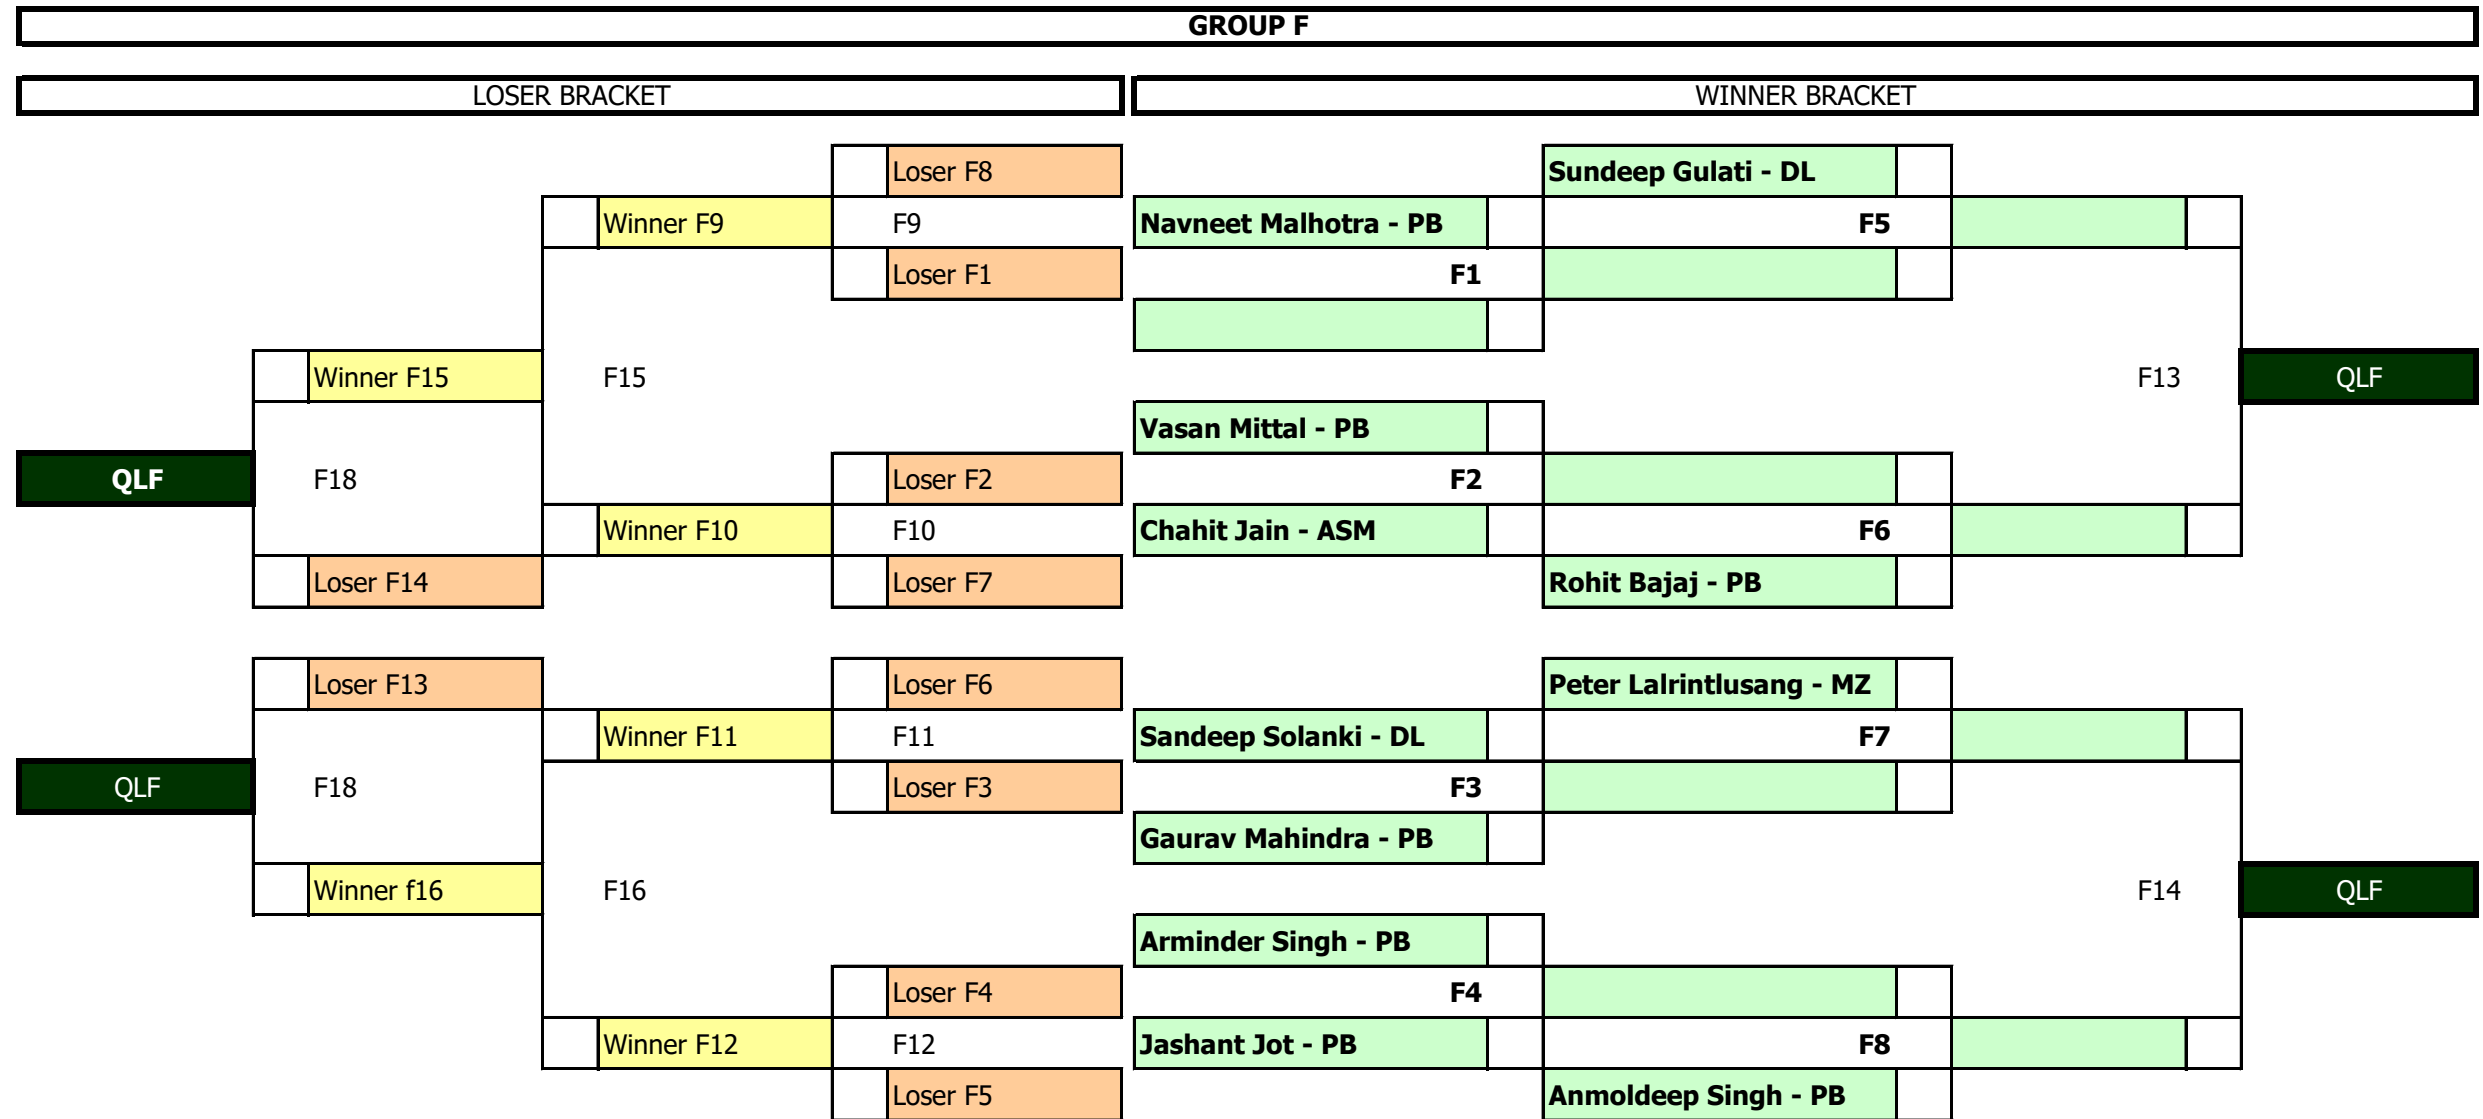 GROUP F
LOSER BRACKET WINNER BRACKET
Loser F8 Sundeep Gulati - DL
Winner F9 F9 Navneet Malhotra - PB F5
Loser F1 F1
Winner F15 F15 F13 QLF
Vasan Mittal - PB
QLF F18 Loser F2 F2
Winner F10 F10 Chahit Jain - ASM F6
Loser F14 Loser F7 Rohit Bajaj - PB
Loser F13 Loser F6 Peter Lalrintlusang - MZ
Winner F11 F11 Sandeep Solanki - DL F7
QLF F18 Loser F3 F3
Gaurav Mahindra - PB
Winner f16 F16 F14 QLF
Arminder Singh - PB
Loser F4 F4
Winner F12 F12 Jashant Jot - PB F8
Loser F5 Anmoldeep Singh - PB